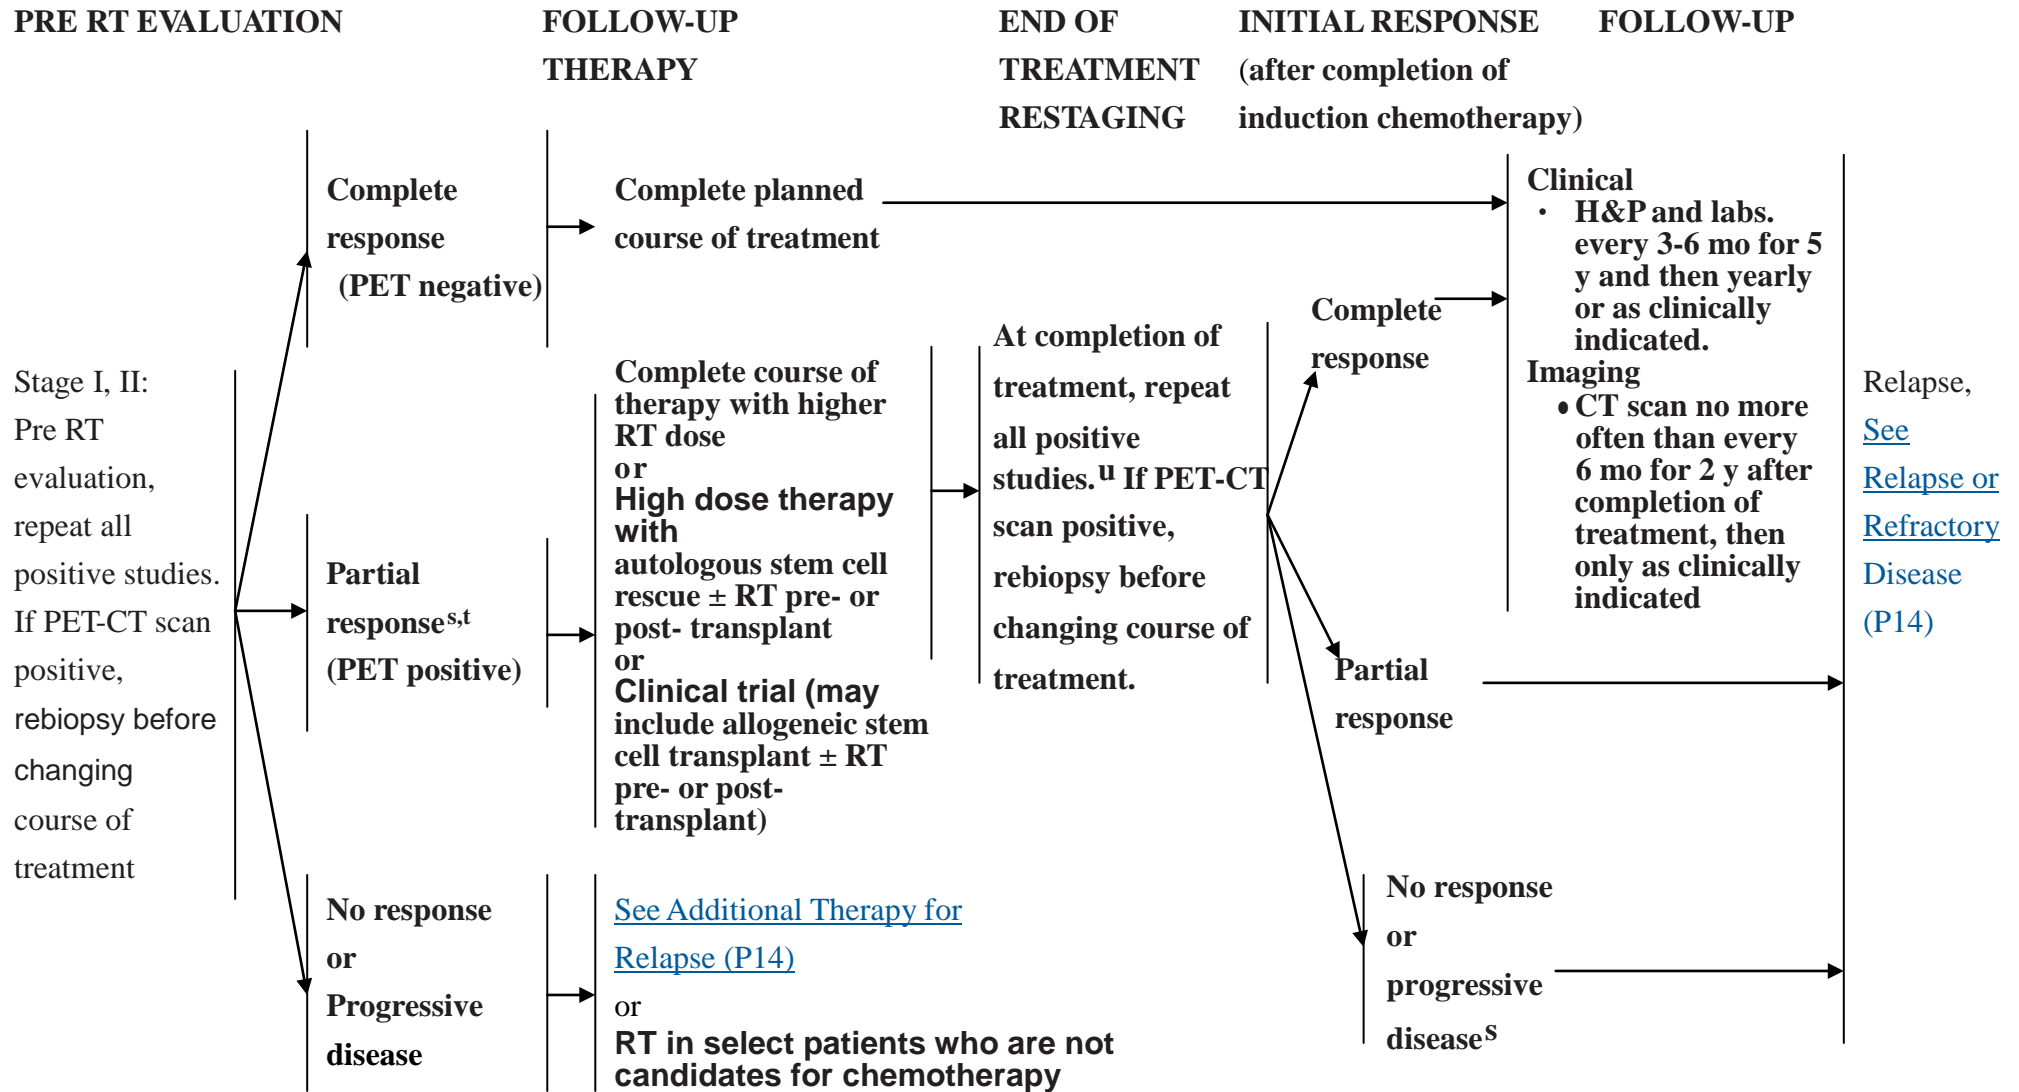 PRE RT EVALUATION
FOLLOW-UP
THERAPY
END OF
TREATMENT
RESTAGING
INITIAL RESPONSE
(after completion of
induction chemotherapy)
FOLLOW-UP
Stage I, II:
Pre RT
evaluation,
repeat all
positive studies.
If PET-CT scan
positive,
rebiopsy before
changing
course of
treatment
Complete
response
(PET negative)
Complete planned
course of treatment
Partial
response s,t
(PET positive)
Complete course of
therapy with higher
RT dose
or
High dose therapy
with
autologous stem cell
rescue ± RT pre- or
post- transplant
or
Clinical trial (may
include allogeneic stem
cell transplant ± RT
pre- or post-
transplant)
No response
or
Progressive
disease
See Additional Therapy for
Relapse (P14)
or
RT in select patients who are not
candidates for chemotherapy
At completion of
treatment, repeat
all positive
studies. u If PET-CT
scan positive,
rebiopsy before
changing course of
treatment.
Complete
response
Partial
response
No response
or
progressive
disease s
Clinical
· H&P and labs.
every 3-6 mo for 5
y and then yearly
or as clinically
indicated.
Imaging
• CT scan no more
often than every
6 mo for 2 y after
completion of
treatment, then
only as clinically
indicated
Relapse,
See
Relapse or
Refractory
Disease
(P14)